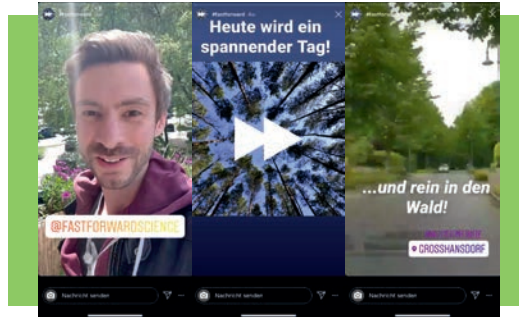 @FASTFORWARDSCIENCE
Nachricht senden
Heute wird ein
spannender Tag!
Nachricht senden
...und rein in den
Wald!
GROSSHANSDORF
Nachricht senden